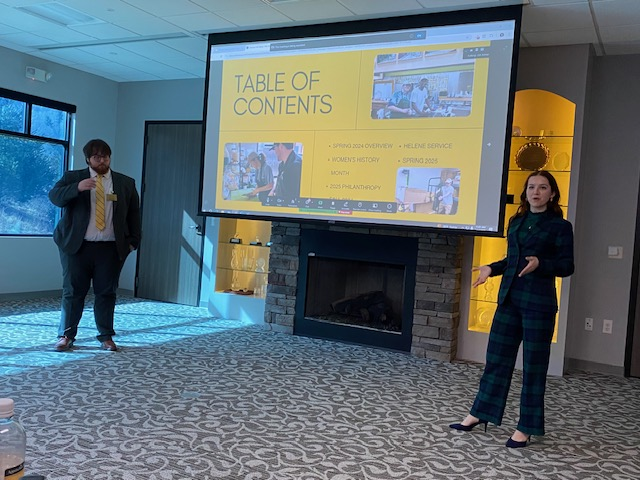 TABLE OF
CONTENTS
• SPRING 2024 OVERVIEW
• WOMEN'S HISTORY
MONTH
• 2025 PHILANTHROPY
• HELENE SERVICE
• SPRING 2025